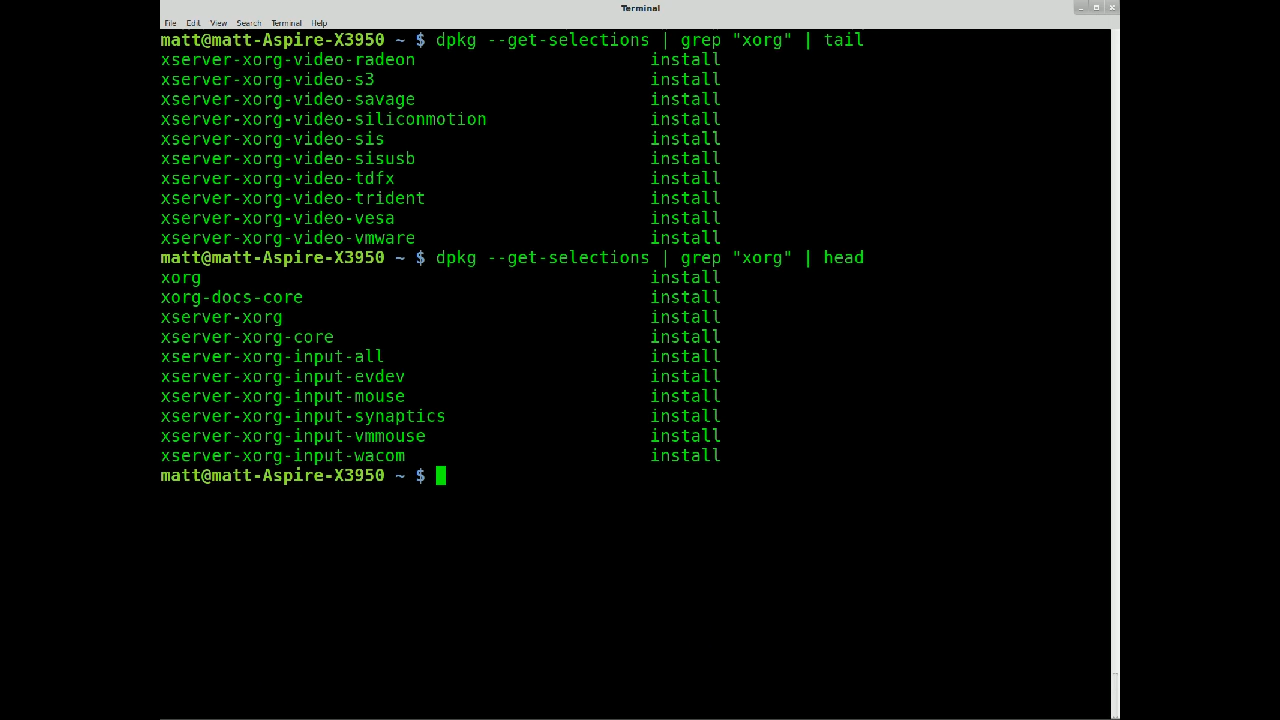 Terminal
File Edit View Search Terminal Help
matt@matt-Aspire-X3950 ~ $ dpkg --get-selections | grep "xorg" | tail
xserver-xorg-video-radeon install
xserver-xorg-video-s3 install
xserver-xorg-video-savage install
xserver-xorg-video-siliconmotion install
xserver-xorg-video-sis install
xserver-xorg-video-sisusb install
xserver-xorg-video-tdfx install
xserver-xorg-video-trident install
xserver-xorg-video-vesa install
xserver-xorg-video-vmware install
matt@matt-Aspire-X3950 ~ $ dpkg --get-selections | grep "xorg" | head
xorg install
xorg-docs-core install
xserver-xorg install
xserver-xorg-core install
xserver-xorg-input-all install
xserver-xorg-input-evdev install
xserver-xorg-input-mouse install
xserver-xorg-input-synaptics install
xserver-xorg-input-vmmouse install
xserver-xorg-input-wacom install
matt@matt-Aspire-X3950 ~ $